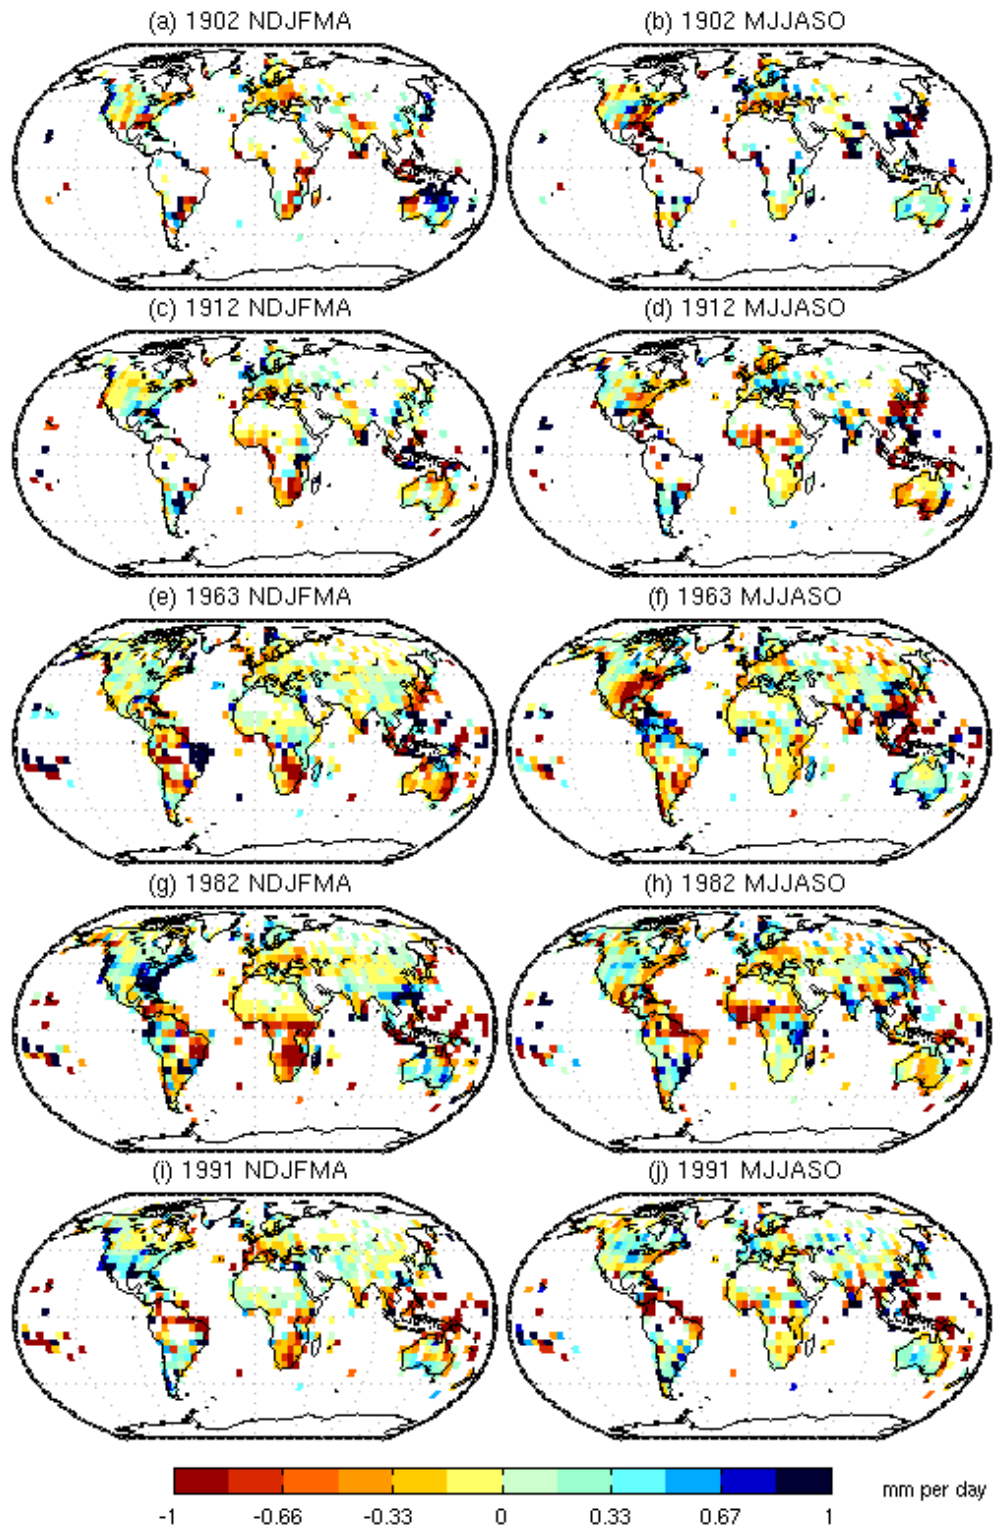 (a) 1902 NDJFMA
(b) 1902 MJJASO
(c) 1912 NDJFMA
(d) 1912 MJJASO
(e) 1963 NDJFMA
(f) 1963 MJJASO
(g) 1982 NDJFMA
(h) 1982 MJJASO
(i) 1991 NDJFMA
(j) 1991 MJJASO
mm per day
-1 -0.66 -0.33 0 0.33 0.67 1